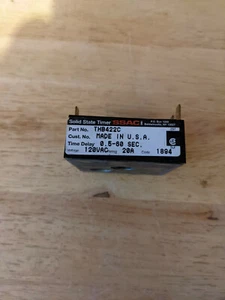 Solid State Timer SSAC
Part No. THB422C
Cust. No. MADE IN U.S.A.
Time Delay 0.5-60 SEC.
120VAC 20A 1894